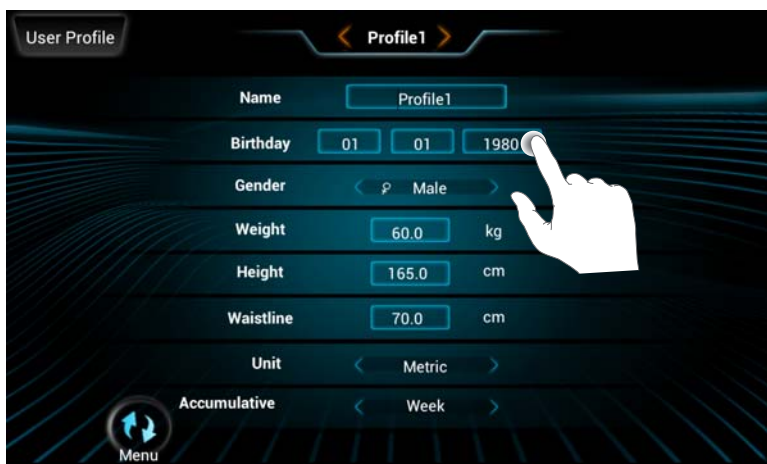 User Profile
Profile1
Name Profile1
Birthday 01 01 1980
Gender Male
Weight 60.0 kg
Height 165.0 cm
Waistline 70.0 cm
Unit Metric
Accumulative Week
Menu